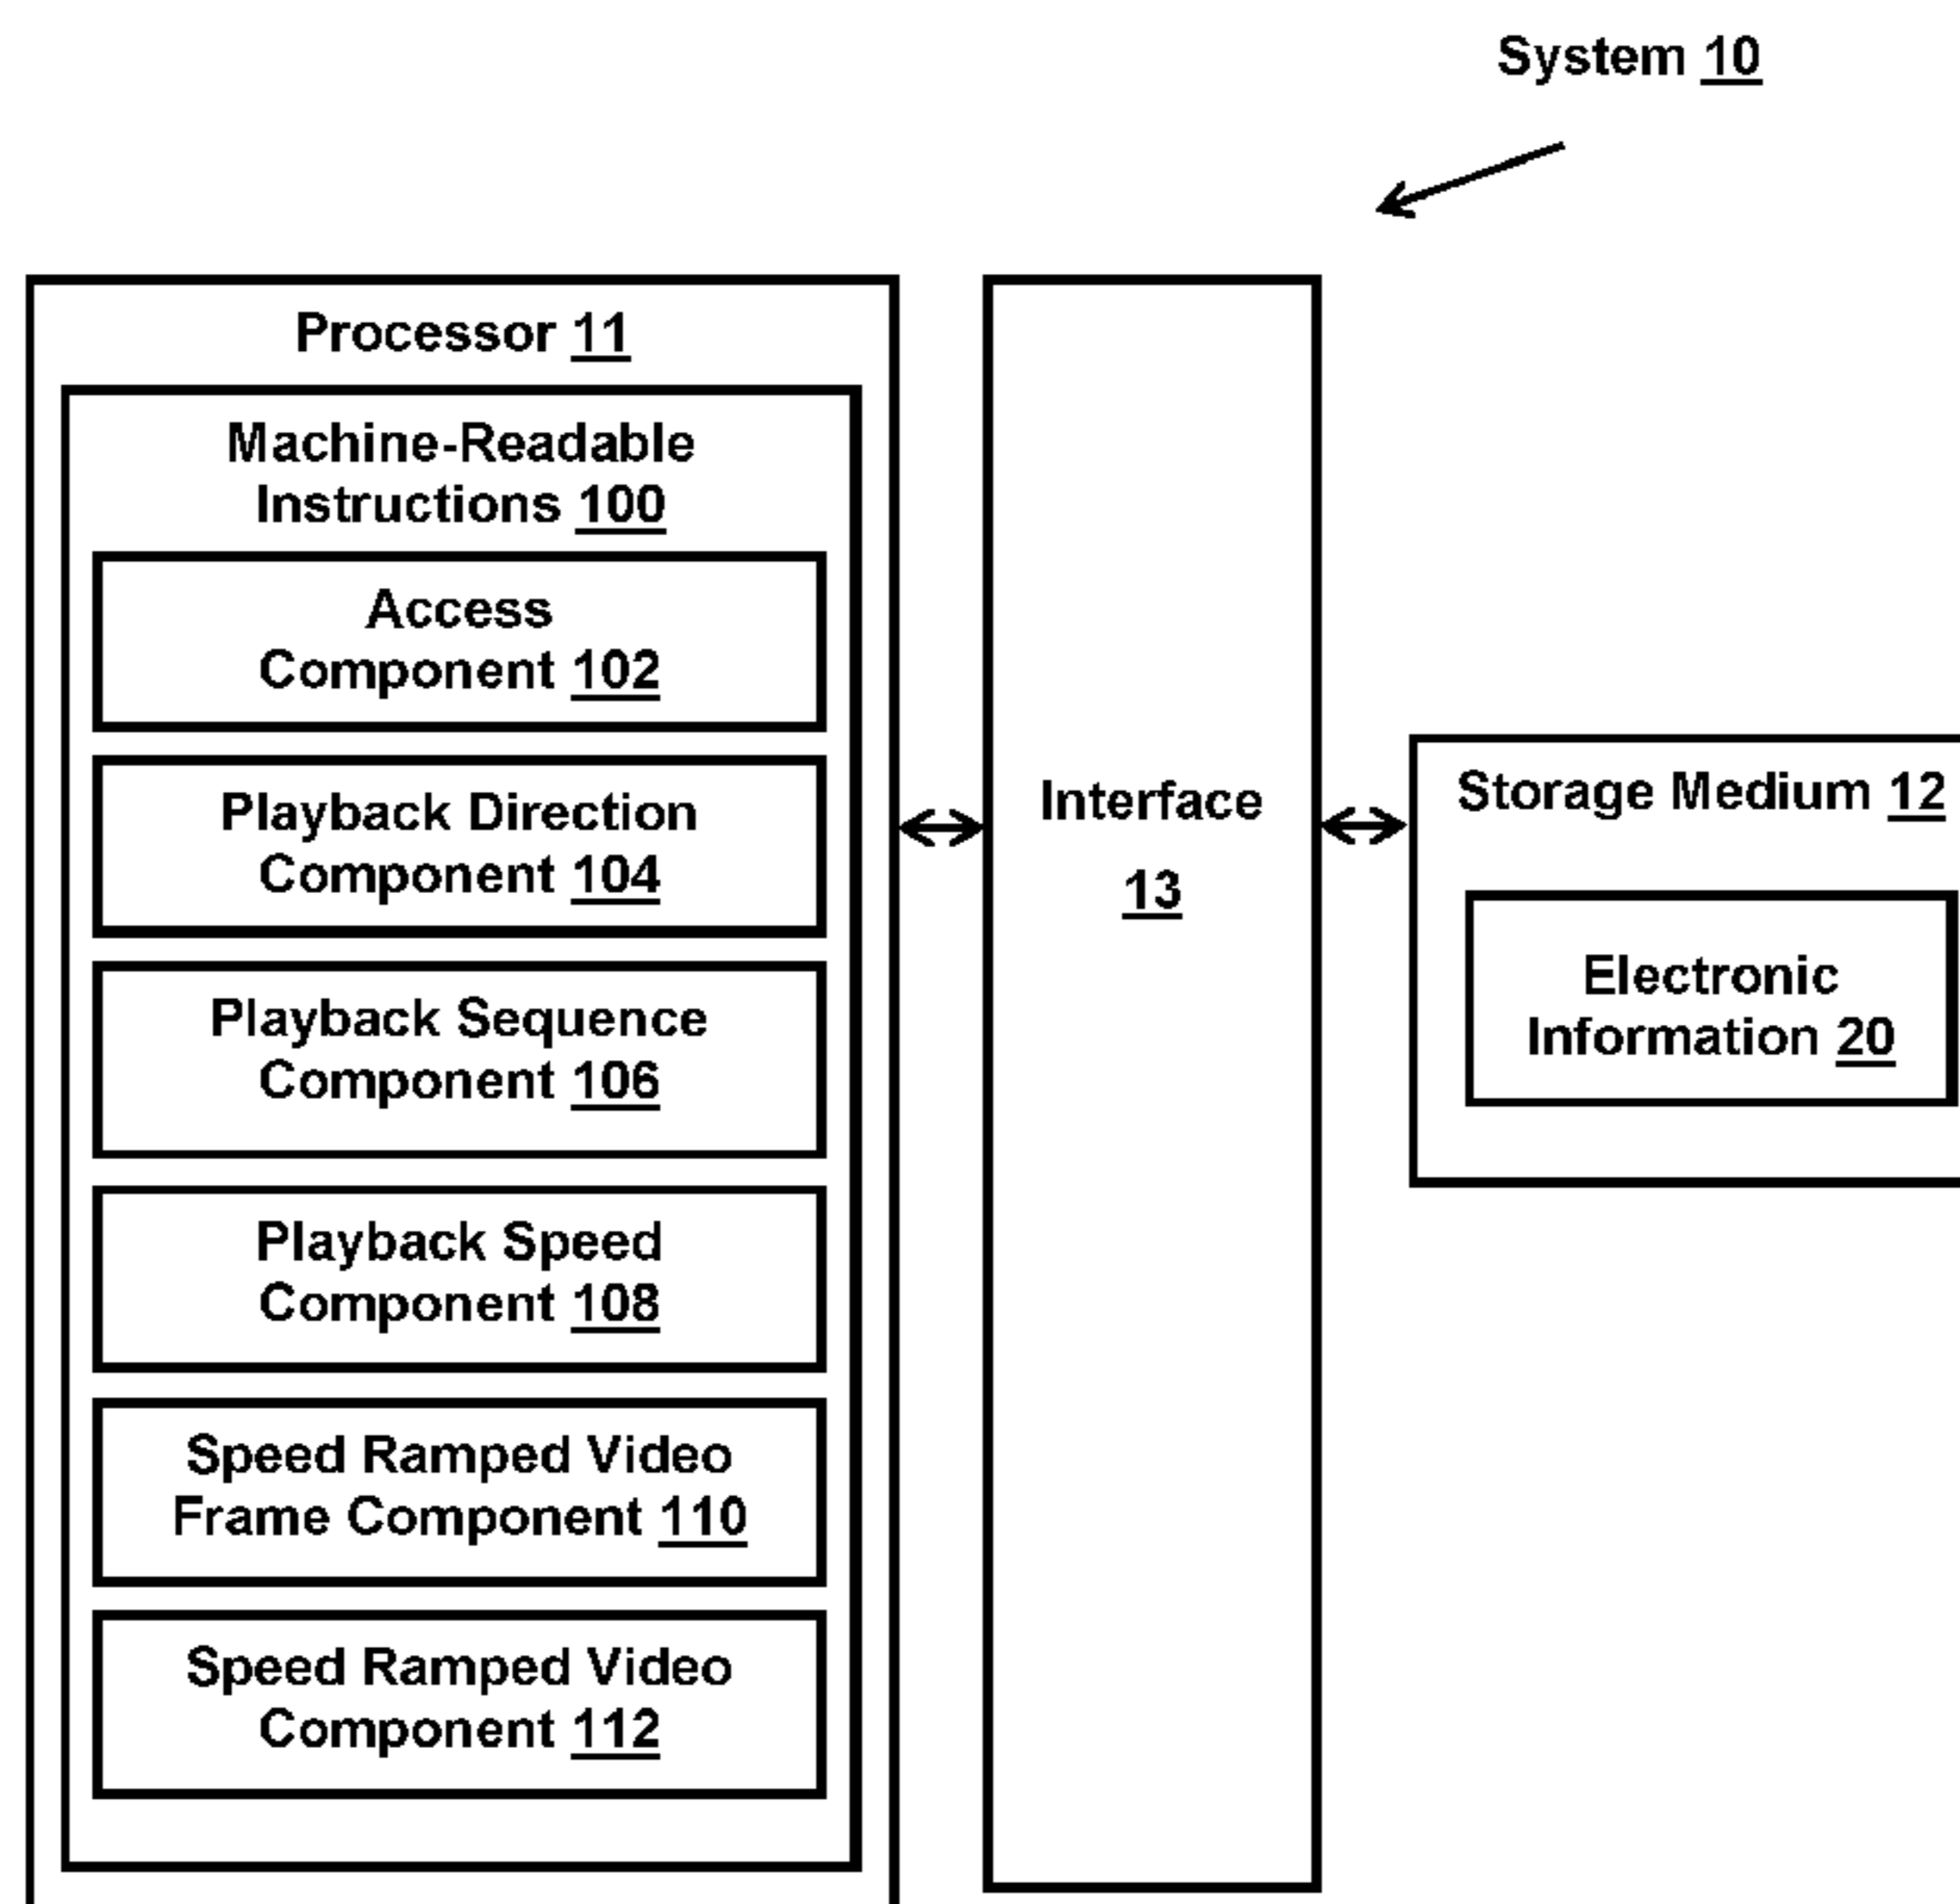 System 10
Processor 11
Machine-Readable
Instructions 100
Access
Component 102
Playback Direction
Component 104
Playback Sequence
Component 106
Playback Speed
Component 108
Speed Ramped Video
Frame Component 110
Speed Ramped Video
Component 112
Interface
13
Storage Medium 12
Electronic
Information 20